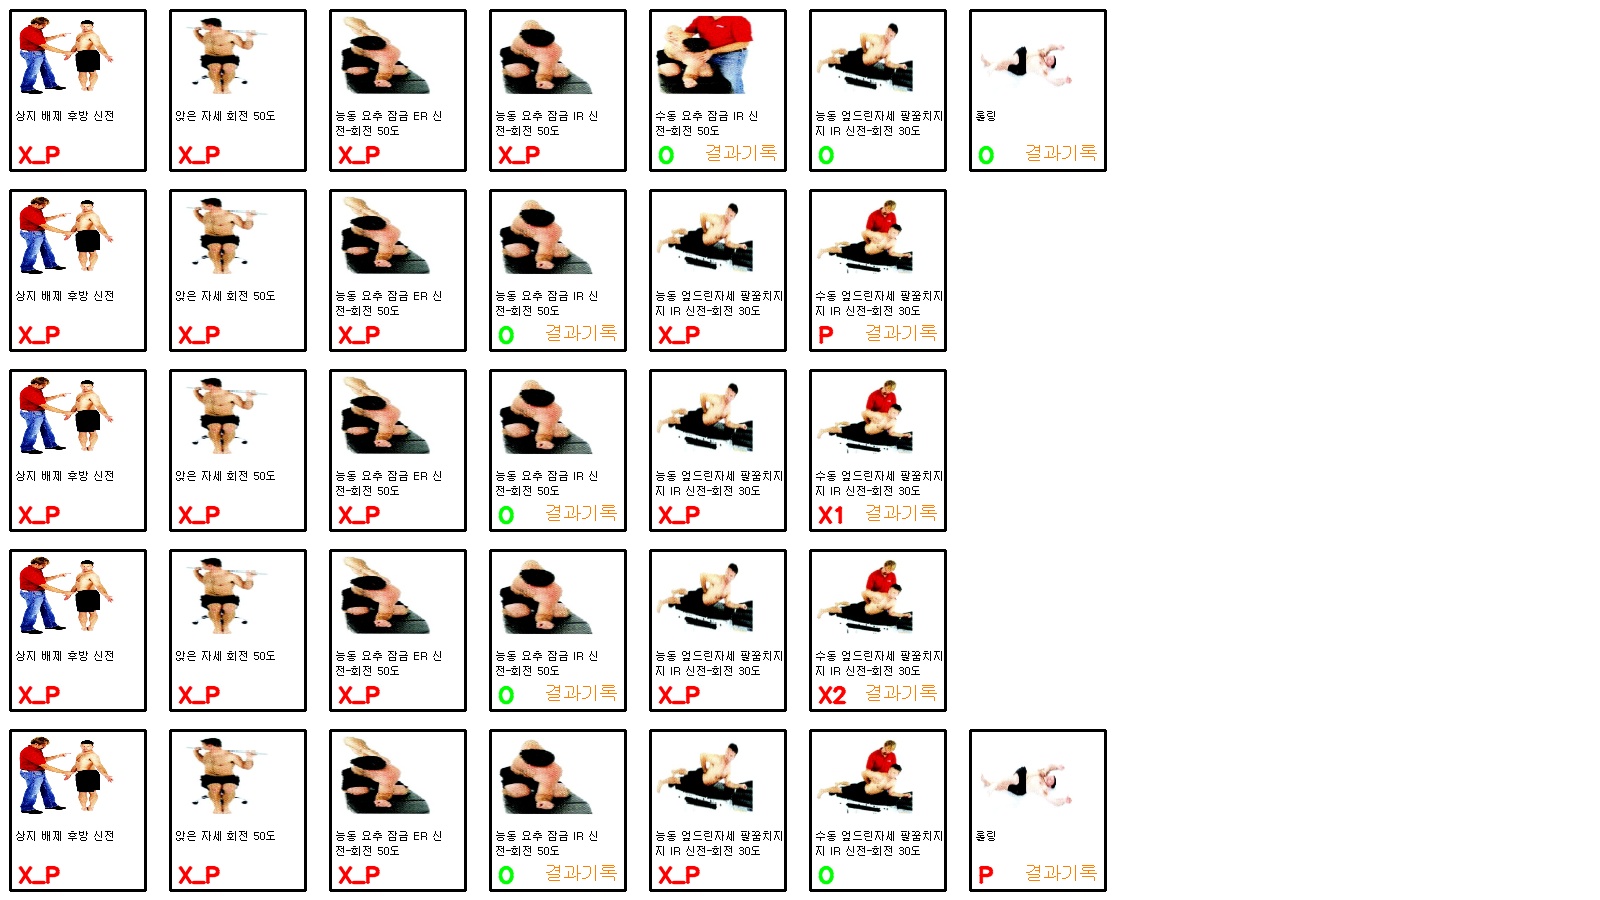 상지 배제 후방 신전
X_P
앉은 자세 회전 50도
X_P
능동 요추 잠금 ER 신
전-회전 50도
X_P
능동 요추 잠금 IR 신
전-회전 50도
X_P
수동 요추 잠금 IR 신
전-회전 50도
O 결과기록
능동 엎드린자세 팔꿈치지
지 IR 신전-회전 30도
O
롤링
O 결과기록
상지 배제 후방 신전
X_P
앉은 자세 회전 50도
X_P
능동 요추 잠금 ER 신
전-회전 50도
X_P
능동 요추 잠금 IR 신
전-회전 50도
O 결과기록
능동 엎드린자세 팔꿈치지
지 IR 신전-회전 30도
X_P
수동 엎드린자세 팔꿈치지
지 IR 신전-회전 30도
P 결과기록
상지 배제 후방 신전
X_P
앉은 자세 회전 50도
X_P
능동 요추 잠금 ER 신
전-회전 50도
X_P
능동 요추 잠금 IR 신
전-회전 50도
O 결과기록
능동 엎드린자세 팔꿈치지
지 IR 신전-회전 30도
X_P
수동 엎드린자세 팔꿈치지
지 IR 신전-회전 30도
X1 결과기록
상지 배제 후방 신전
X_P
앉은 자세 회전 50도
X_P
능동 요추 잠금 ER 신
전-회전 50도
X_P
능동 요추 잠금 IR 신
전-회전 50도
O 결과기록
능동 엎드린자세 팔꿈치지
지 IR 신전-회전 30도
X_P
수동 엎드린자세 팔꿈치지
지 IR 신전-회전 30도
X2 결과기록
상지 배제 후방 신전
X_P
앉은 자세 회전 50도
X_P
능동 요추 잠금 ER 신
전-회전 50도
X_P
능동 요추 잠금 IR 신
전-회전 50도
O 결과기록
능동 엎드린자세 팔꿈치지
지 IR 신전-회전 30도
X_P
수동 엎드린자세 팔꿈치지
지 IR 신전-회전 30도
O
롤링
P 결과기록